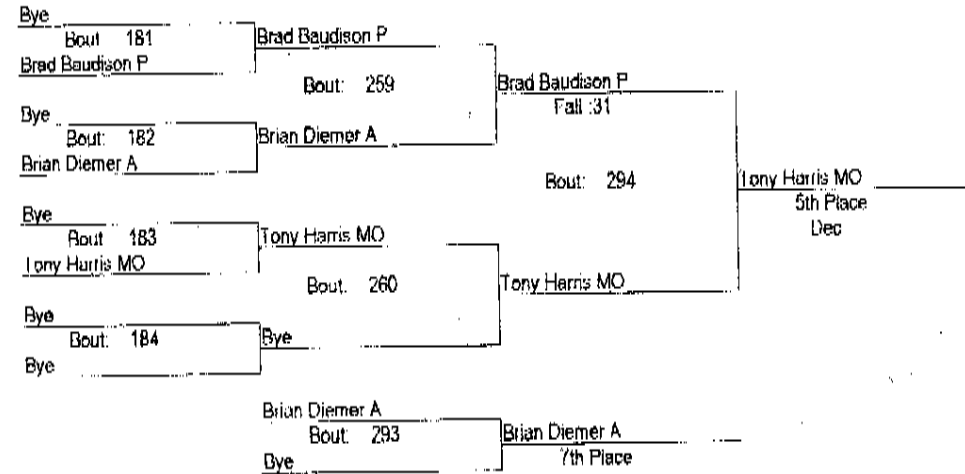 Bye
Bout 181
Brad Baudison P
Brad Baudison P
Bout: 259
Brad Baudison P
Fall :31
Bye
Bout: 182
Brian Diemer A
Brian Diemer A
Bout: 294
Tony Harris MO
5th Place
Dec
Bye
Bout 183
Tony Harris MO
Tony Harris MO
Bout. 260
Tony Harris MO
Bye
Bout: 184
Bye
Bye
Brian Diemer A
Bout: 293
Brian Diemer A
7th Place
Bye